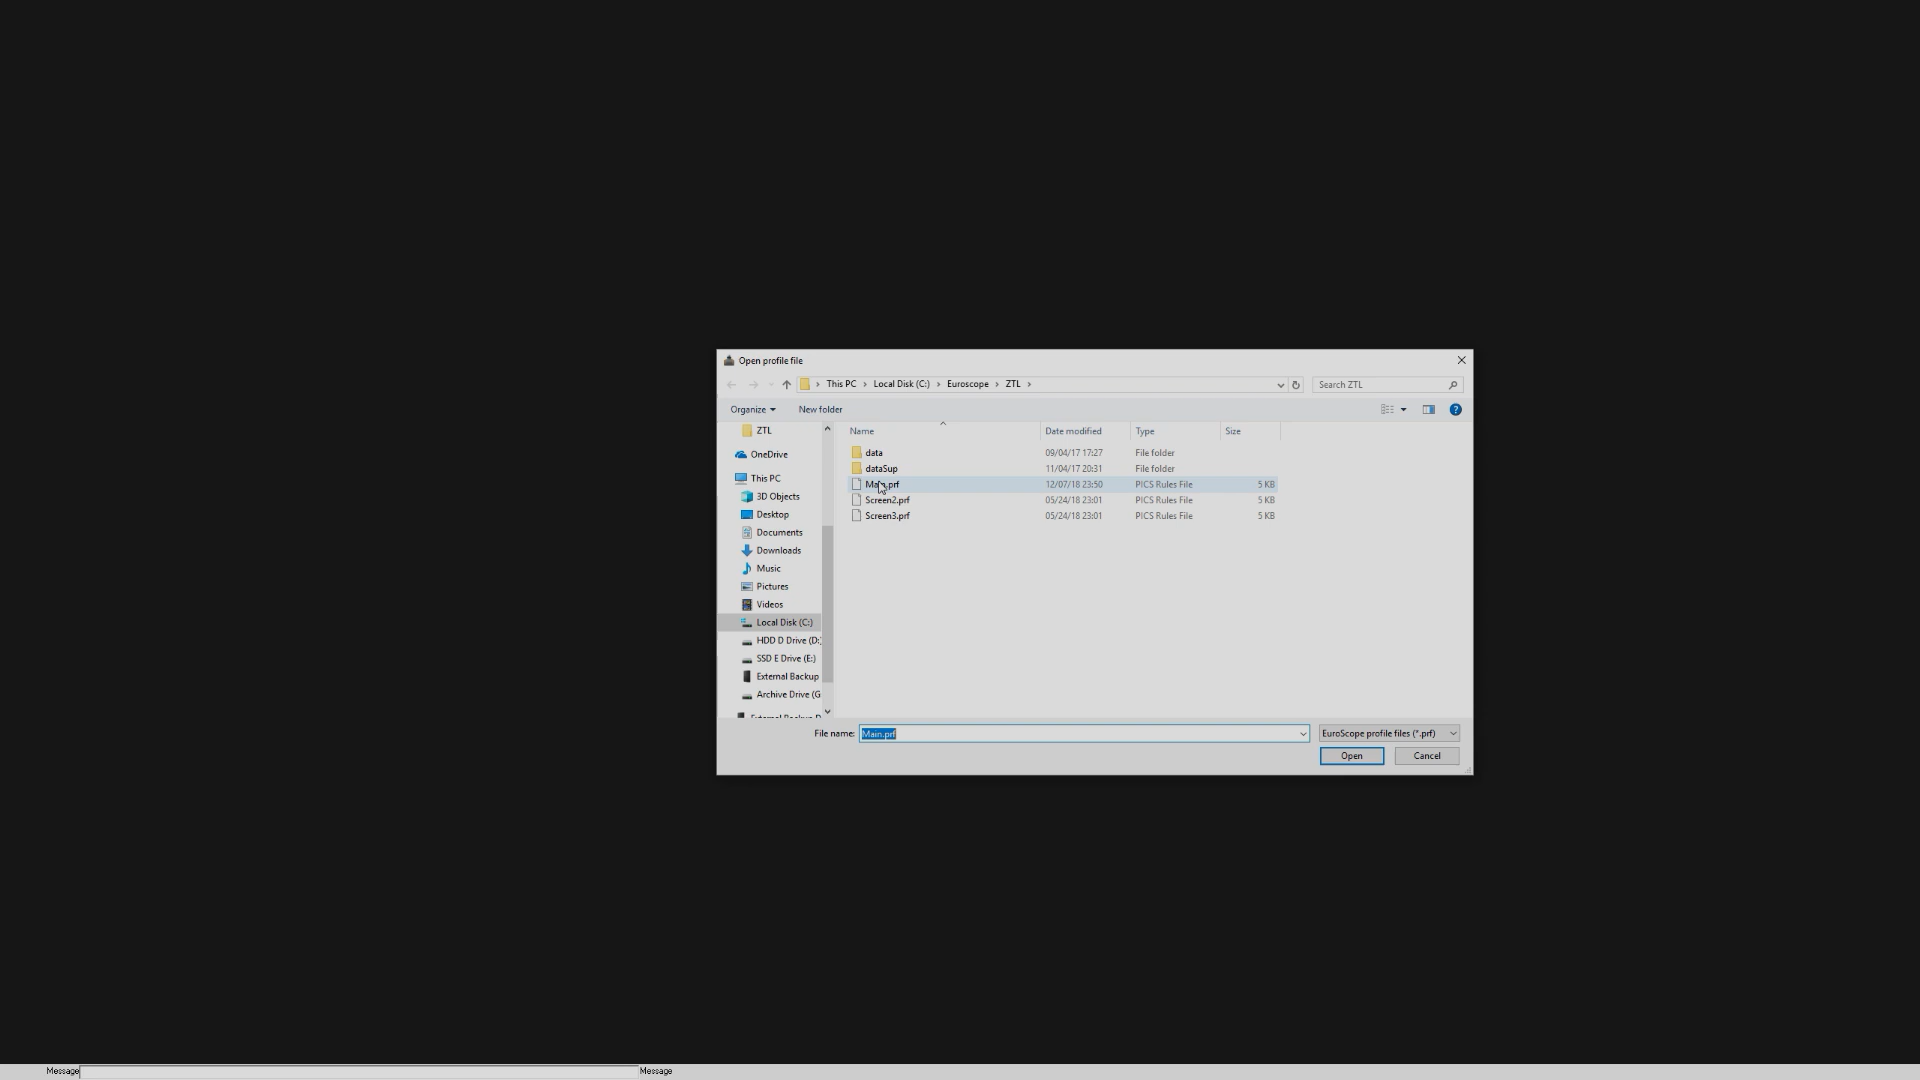 Open profile file
This PC Local Disk (C:) Euroscope ZTL
Search ZTL
Organize New folder
Name Date modified Type Size
ZTL
OneDrive
This PC
3D Objects
Desktop
Documents
Downloads
Music
Pictures
Videos
Local Disk (C:)
HDD D Drive (D:
SSD E Drive (E:)
External Backup
Archive Drive (G
External Backup D
data 09/04/17 17:27 File folder
dataSup 11/04/17 20:31 File folder
Main.prf 12/07/18 23:50 PICS Rules File 5 KB
Screen2.prf 05/24/18 23:01 PICS Rules File 5 KB
Screen3.prf 05/24/18 23:01 PICS Rules File 5 KB
File name: Main.prf EuroScope profile files (*.prf)
Open Cancel
Message Message